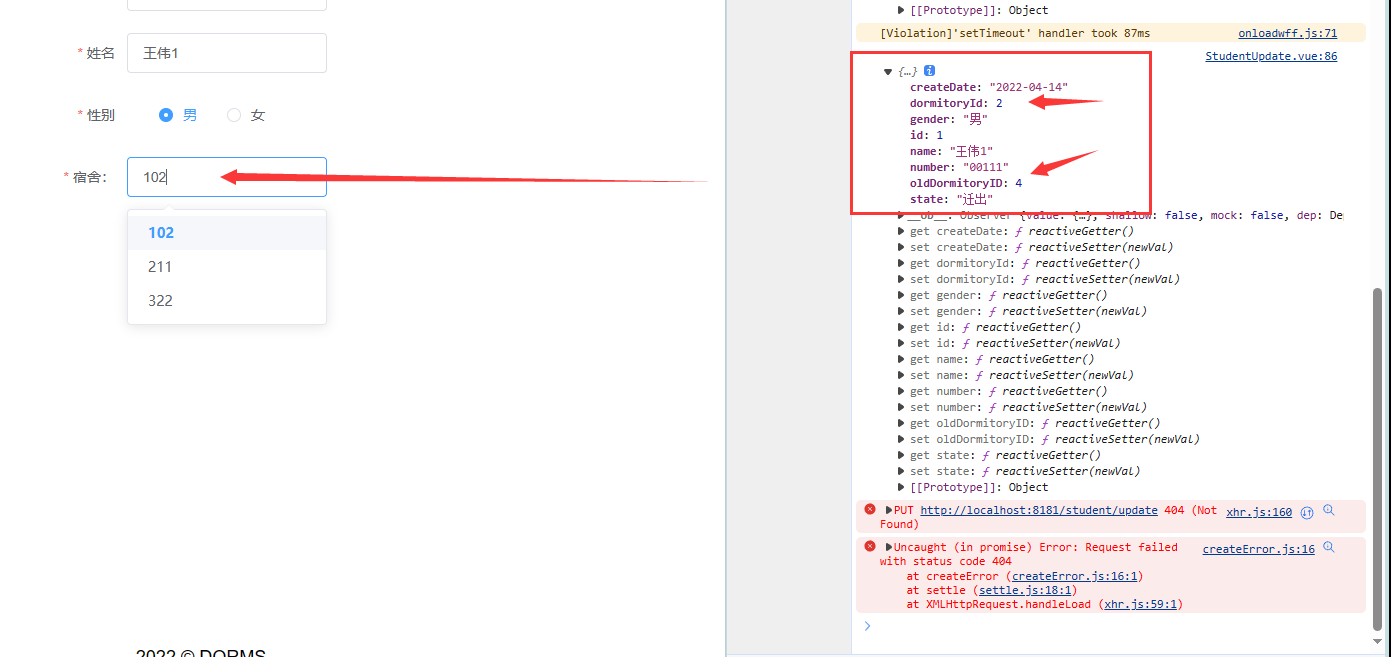 * 姓名
王伟1
* 性别
男
女
* 宿舍:
102
102
211
322
2022 © DORMS
[[Prototype]]: Object
[Violation]'setTimeout' handler took 87ms
onloadwff.js:71
StudentUpdate.vue:86
{…}
createDate: "2022-04-14"
dormitoryId: 2
gender: "男"
id: 1
name: "王伟1"
number: "00111"
oldDormitoryID: 4
state: "迁出"
__ob__: Observer {value: {…}, shallow: false, mock: false, dep: De
get createDate: ƒ reactiveGetter()
set createDate: ƒ reactiveSetter(newVal)
get dormitoryId: ƒ reactiveGetter()
set dormitoryId: ƒ reactiveSetter(newVal)
get gender: ƒ reactiveGetter()
set gender: ƒ reactiveSetter(newVal)
get id: ƒ reactiveGetter()
set id: ƒ reactiveSetter(newVal)
get name: ƒ reactiveGetter()
set name: ƒ reactiveSetter(newVal)
get number: ƒ reactiveGetter()
set number: ƒ reactiveSetter(newVal)
get oldDormitoryID: ƒ reactiveGetter()
set oldDormitoryID: ƒ reactiveSetter(newVal)
get state: ƒ reactiveGetter()
set state: ƒ reactiveSetter(newVal)
[[Prototype]]: Object
PUT http://localhost:8181/student/update 404 (Not
xhr.js:160
Found)
Uncaught (in promise) Error: Request failed
createError.js:16
with status code 404
at createError (createError.js:16:1)
at settle (settle.js:18:1)
at XMLHttpRequest.handleLoad (xhr.js:59:1)